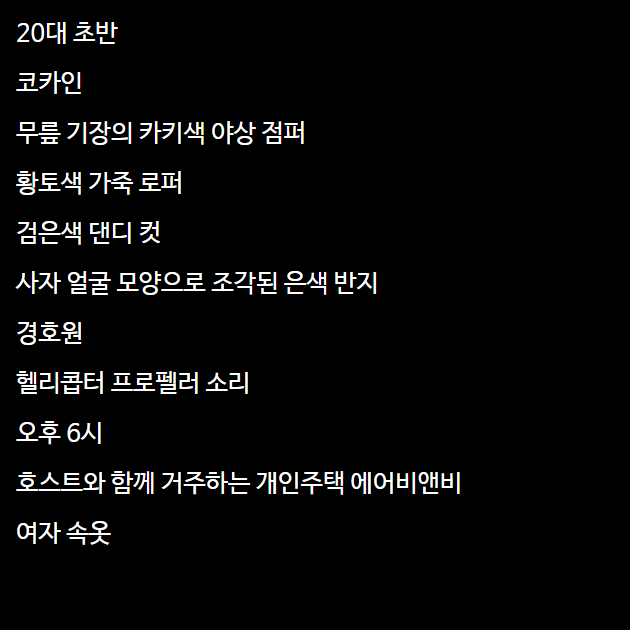 20대 초반
코카인
무릎 기장의 카키색 야상 점퍼
황토색 가죽 로퍼
검은색 댄디 컷
사자 얼굴 모양으로 조각된 은색 반지
경호원
헬리콥터 프로펠러 소리
오후 6시
호스트와 함께 거주하는 개인주택 에어비앤비
여자 속옷